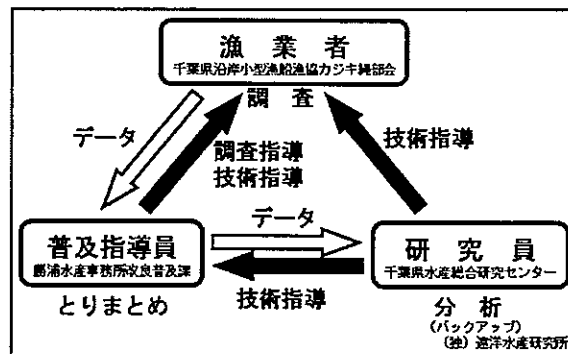 漁業者
千葉県沿岸小型漁船漁協カジキ縄部会
調査
データ
調査指導
技術指導
技術指導
普及指導員
勝浦水産事務所改良普及課
とりまとめ
データ
技術指導
研究員
千葉県水産総合研究センター
分析
(バックアップ)
(独)遠洋水産研究所